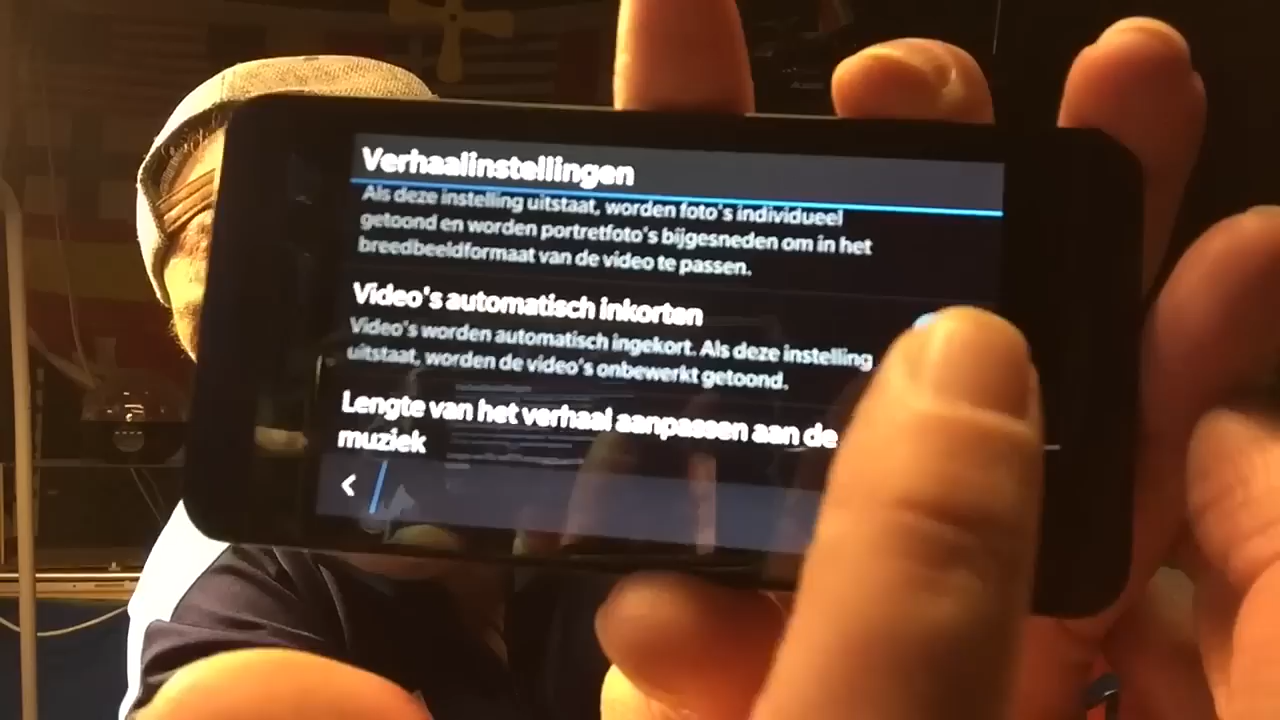 Verhaalinstellingen
Als deze instelling uitstaat, worden foto's individueel
getoond en worden portretfoto's bijgesneden om in het
breedbeeldformaat van de video te passen.
Video's automatisch inkorten
Video's worden automatisch ingekort. Als deze instelling
uitstaat, worden de video's onbewerkt getoond.
Lengte van het verhaal aanpassen aan de
muziek